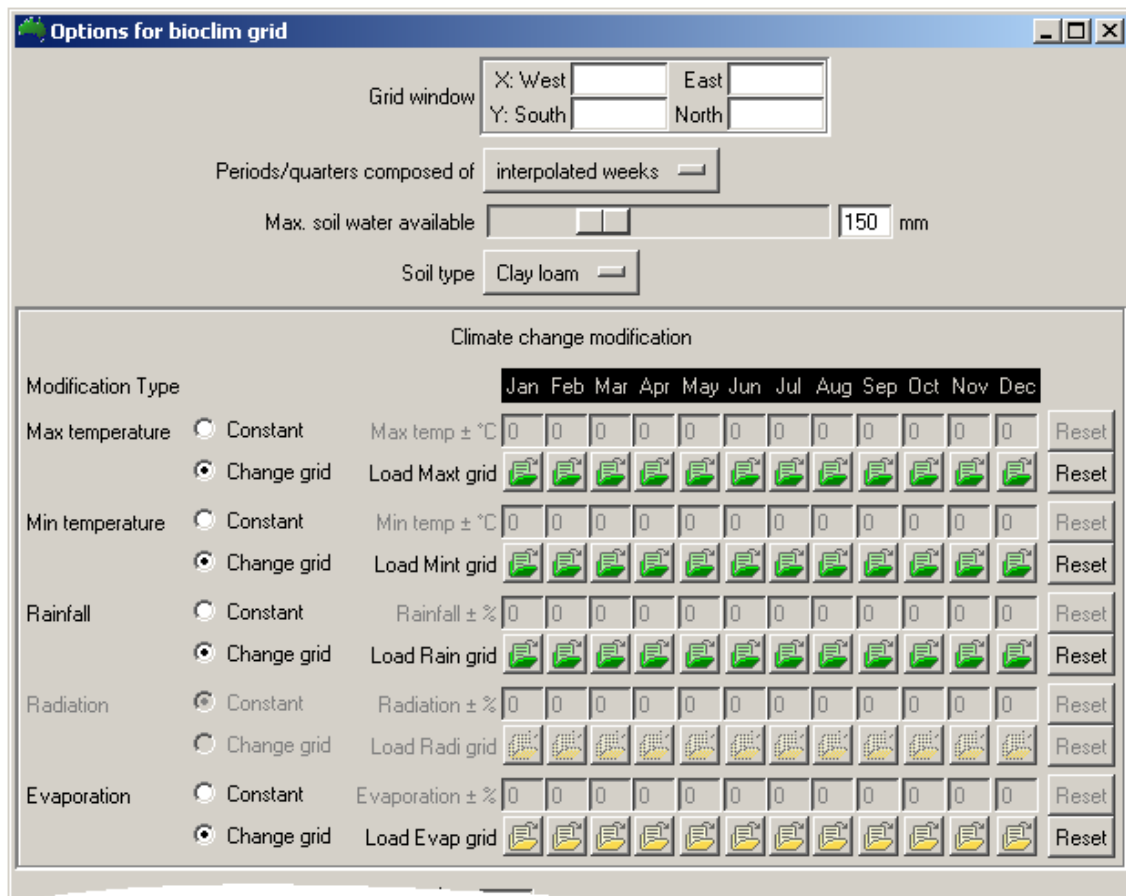 Options for bioclim grid
Grid window X: West East
Y: South North
Periods/quarters composed of interpolated weeks
Max. soil water available 150 mm
Soil type Clay loam
Climate change modification
Modification Type Jan Feb Mar Apr May Jun Jul Aug Sep Oct Nov Dec
Max temperature Constant Max temp ± °C 0 0 0 0 0 0 0 0 0 0 0 0 Reset
Change grid Load Maxt grid Reset
Min temperature Constant Min temp ± °C 0 0 0 0 0 0 0 0 0 0 0 0 Reset
Change grid Load Mint grid Reset
Rainfall Constant Rainfall ± % 0 0 0 0 0 0 0 0 0 0 0 0 Reset
Change grid Load Rain grid Reset
Radiation Constant Radiation ± % 0 0 0 0 0 0 0 0 0 0 0 0 Reset
Change grid Load Radi grid Reset
Evaporation Constant Evaporation ± % 0 0 0 0 0 0 0 0 0 0 0 0 Reset
Change grid Load Evap grid Reset